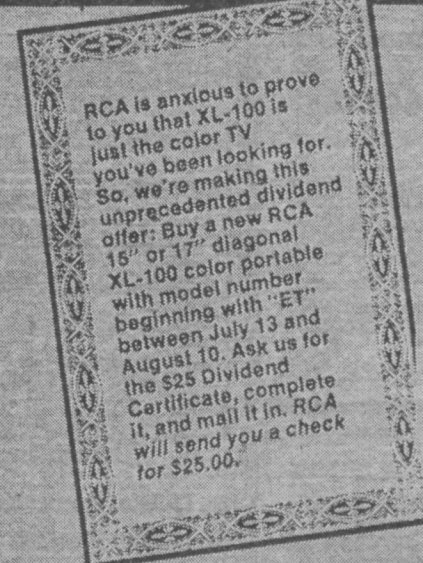 RCA is anxious to prove
to you that XL-100 is
just the color TV
you've been looking for.
So, we're making this
unprecedented dividend
offer: Buy a new RCA
15" or 17" diagonal
XL-100 color portable
with model number
beginning with "ET"
between July 13 and
August 10. Ask us for
the $25 Dividend
Certificate, complete
it, and mail it in. RCA
will send you a check
for $25.00.